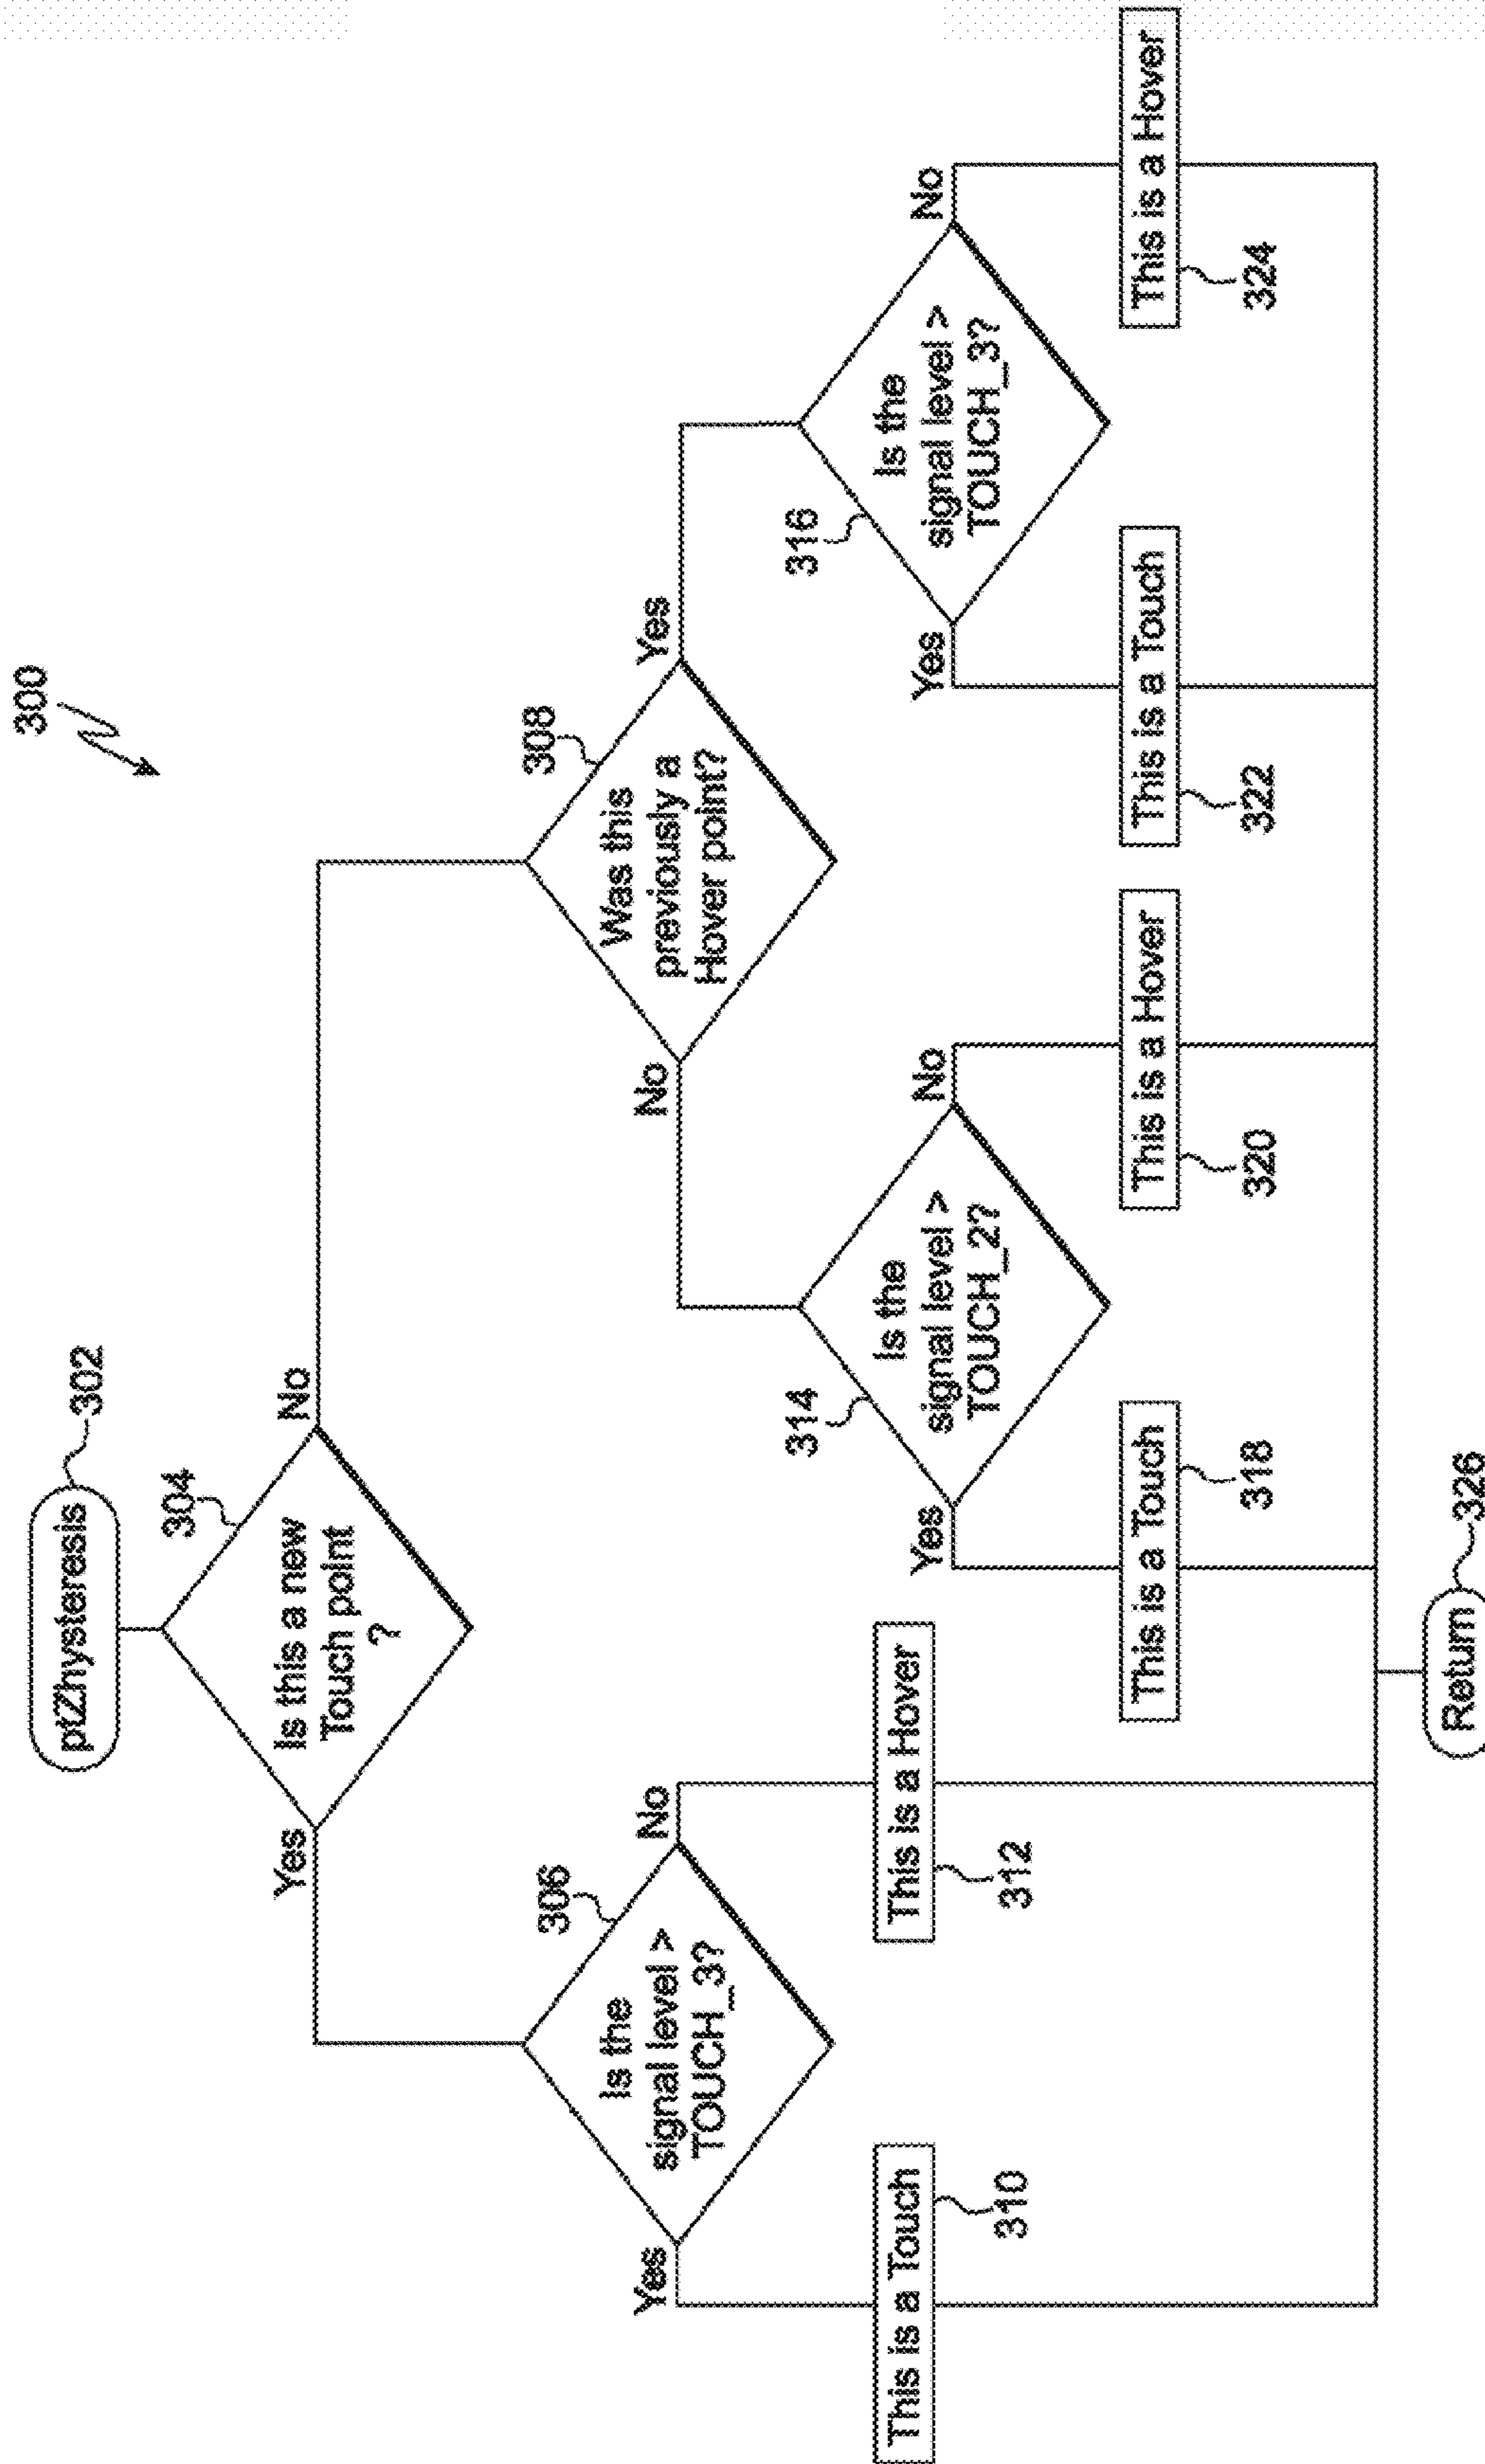 300
ptZhysteresis
302
304
Is this a new
Touch point
?
Yes
No
306
Is the
signal level >
TOUCH_3?
Yes
No
308
Was this
previously a
Hover point?
No
Yes
This is a Touch
310
This is a Hover
312
314
Is the
signal level >
TOUCH_2?
Yes
No
316
Is the
signal level >
TOUCH_3?
Yes
No
This is a Touch
318
This is a Hover
320
This is a Touch
322
This is a Hover
324
Return
326